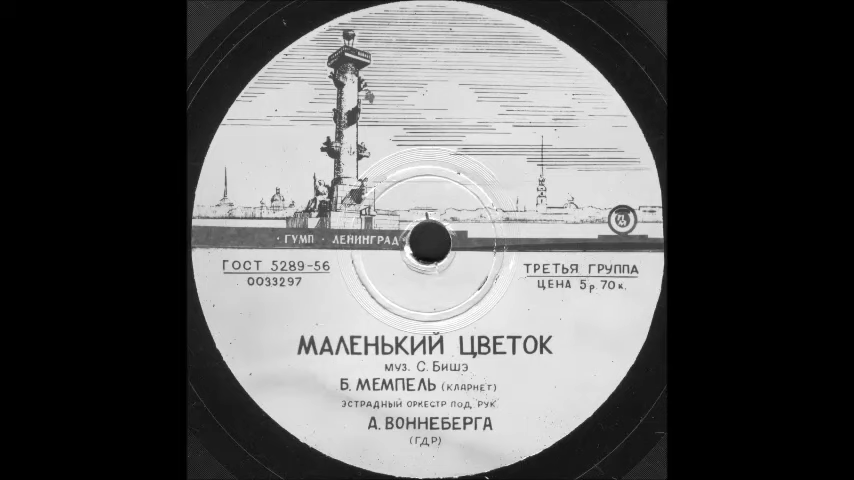 · ГУМП · ЛЕНИНГРАД
ГОСТ 5289-56
0033297
ТРЕТЬЯ ГРУППА
ЦЕНА 5р. 70к.
МАЛЕНЬКИЙ ЦВЕТОК
муз. С. Бишэ
Б. МЕМПЕЛЬ (КЛАРНЕТ)
ЭСТРАДНЫЙ ОРКЕСТР ПОД РУК.
А. ВОННЕБЕРГА
(ГДР)